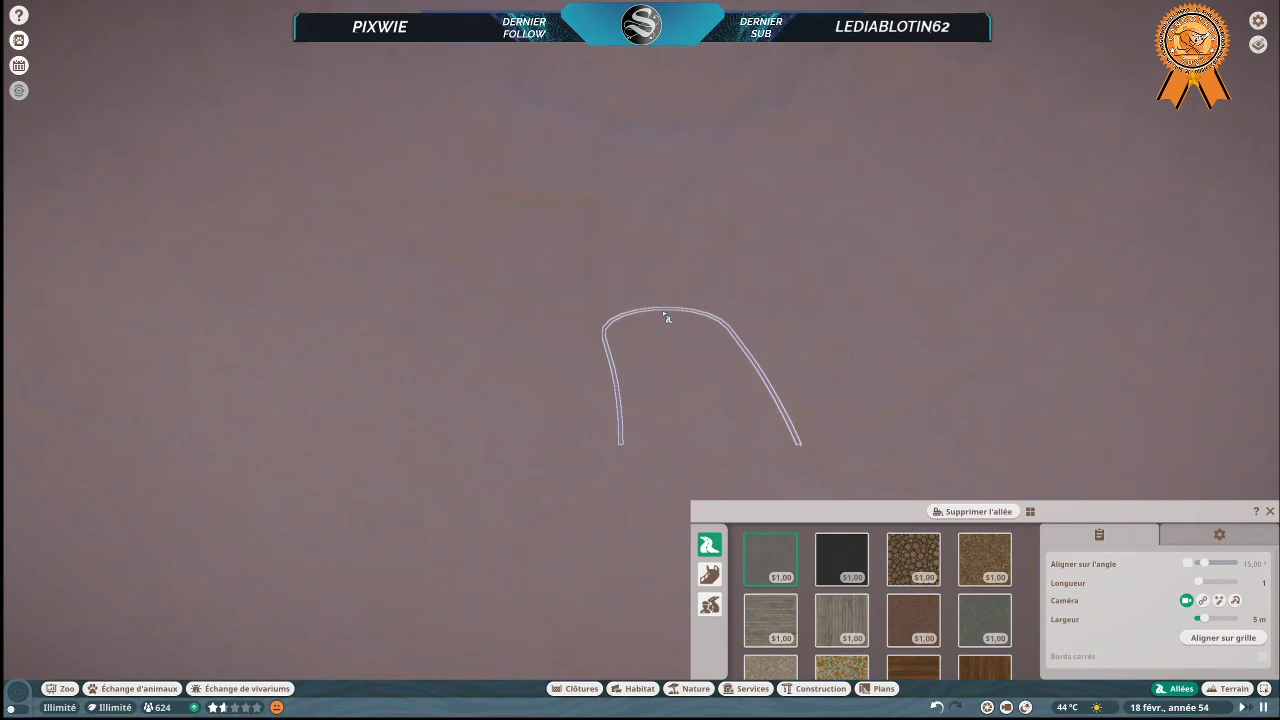 PIXWIE
DERNIER
FOLLOW
DERNIER
SUB
LEDIABLOTIN62
Supprimer l'allée
?
$1,00
$1,00
$1,00
$1,00
$1,00
$1,00
$1,00
$1,00
Aligner sur l'angle
15,00 °
Longueur
1
Caméra
Largeur
5 m
Aligner sur grille
Bords carrés
Zoo
Échange d'animaux
Échange de vivariums
Clôtures
Habitat
Nature
Services
Construction
Plans
Allées
Terrain
Illimité
Illimité
624
44 °C
18 févr., année 54